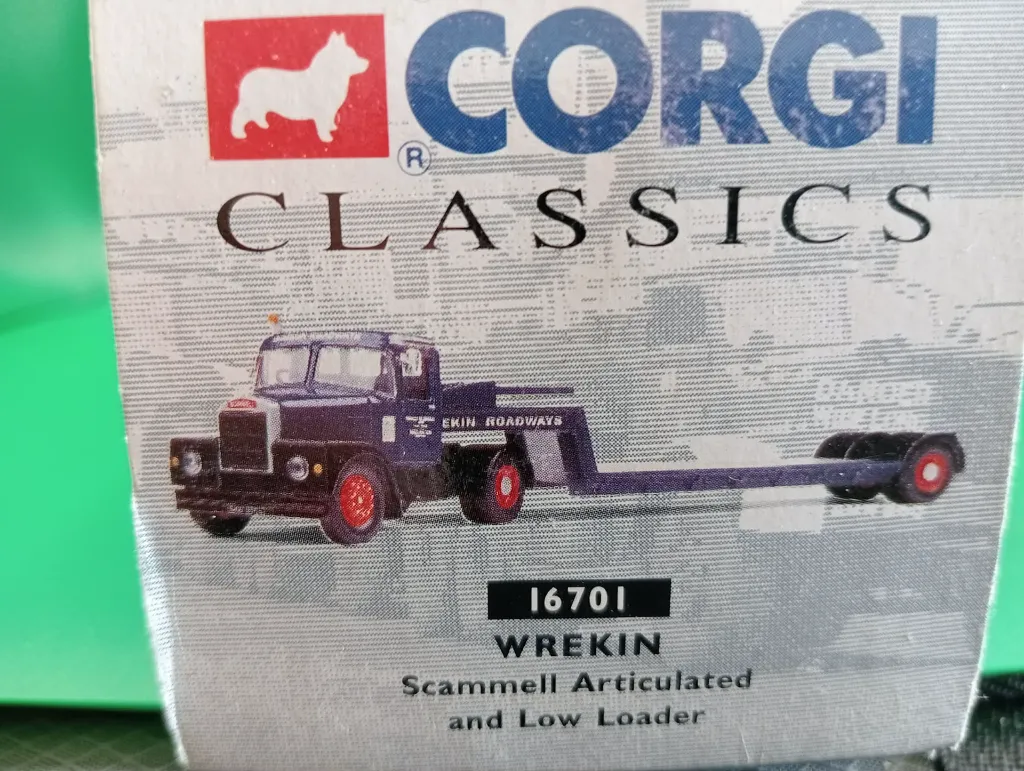 CORGI
®
CLASSICS
EKIN ROADWAYS
16701
WREKIN
Scammell Articulated
and Low Loader